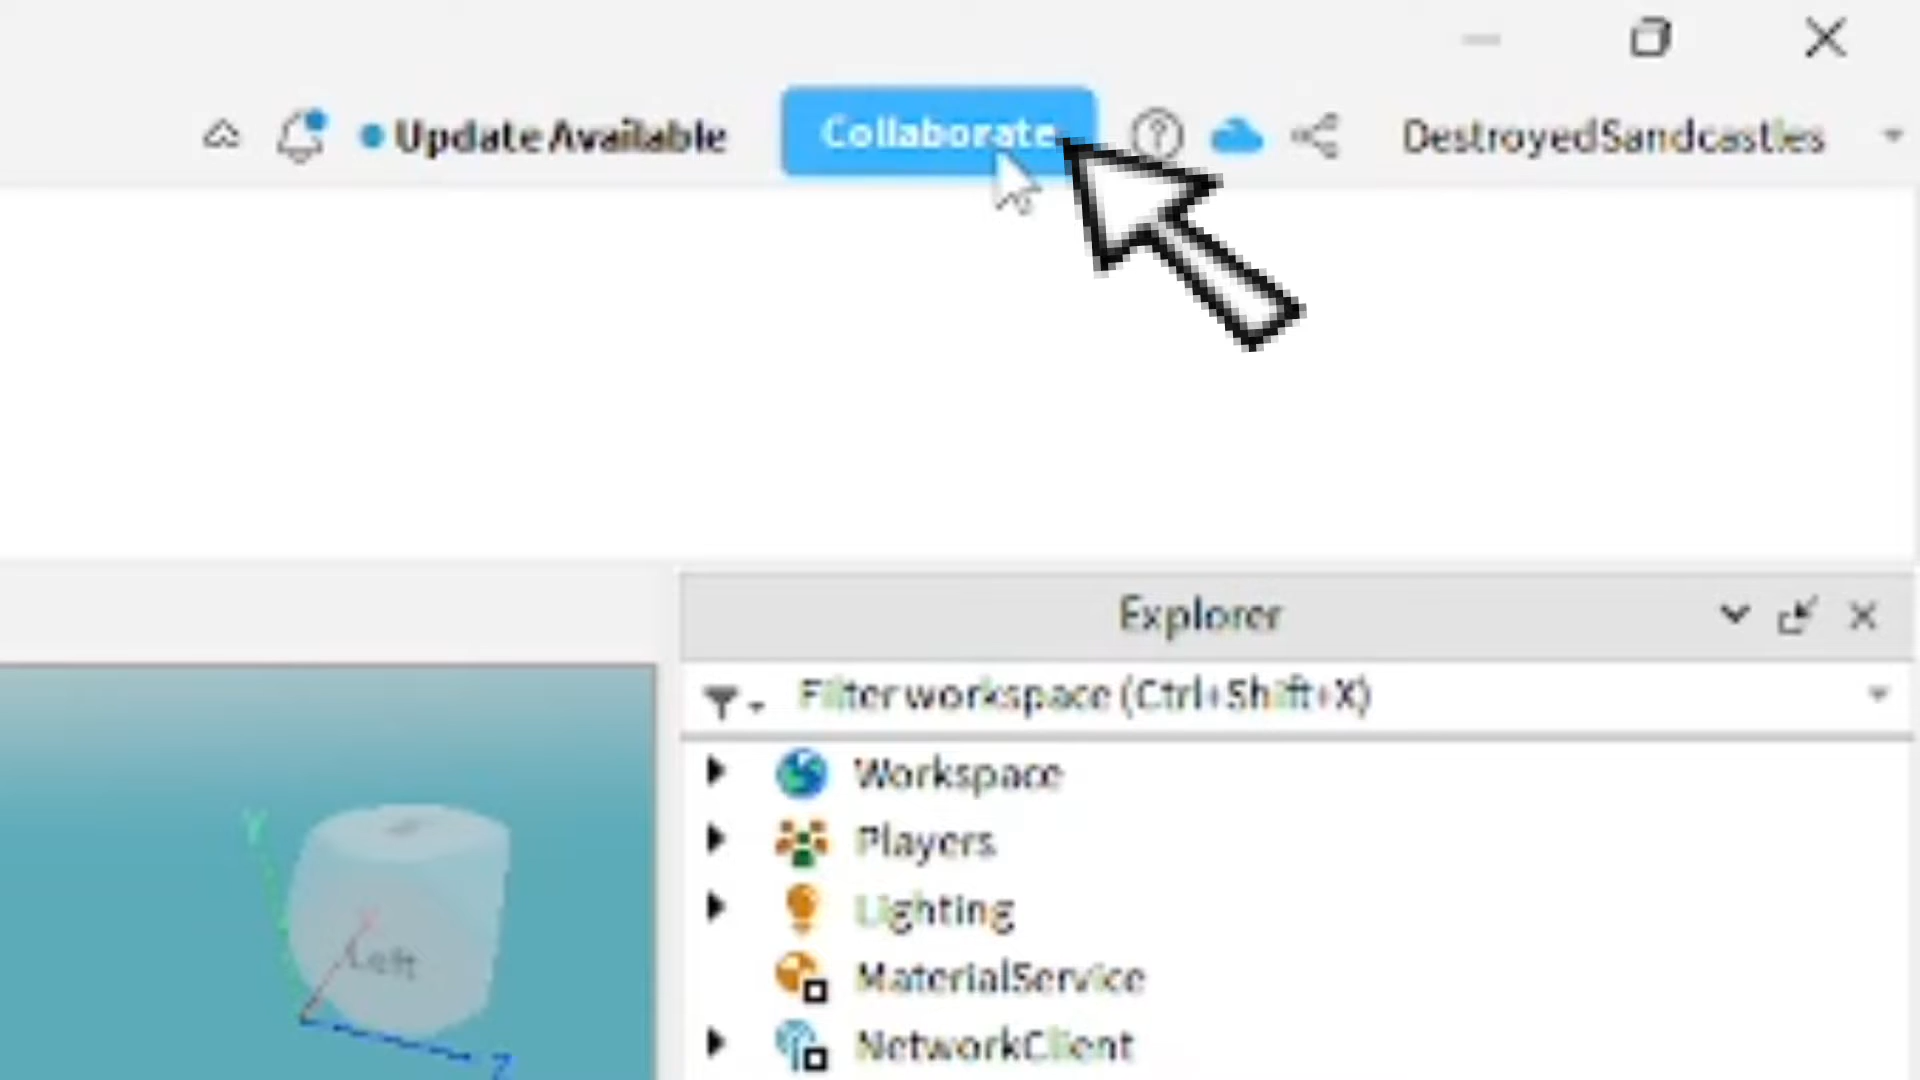 Update Available
Collaborate
DestroyedSandcastles
Explorer
Filter workspace (Ctrl+Shift+X)
Workspace
Players
Lighting
MaterialService
NetworkClient
Y
Left
Z